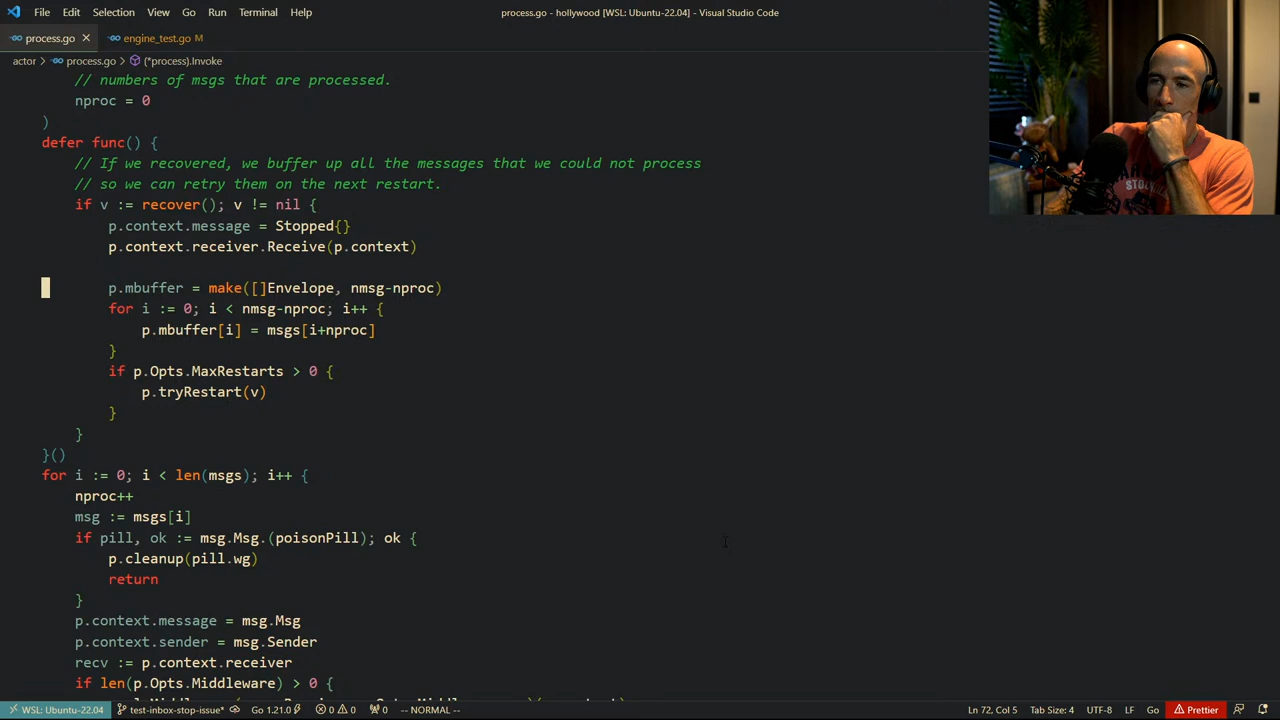 File Edit Selection View Go Run Terminal Help
process.go - hollywood [WSL: Ubuntu-22.04] - Visual Studio Code
process.go
engine_test.go M
actor > process.go > (*process).Invoke
// numbers of msgs that are processed.
nproc = 0
)
defer func() {
// If we recovered, we buffer up all the messages that we could not process
// so we can retry them on the next restart.
if v := recover(); v != nil {
p.context.message = Stopped{}
p.context.receiver.Receive(p.context)
p.mbuffer = make([]Envelope, nmsg-nproc)
for i := 0; i < nmsg-nproc; i++ {
p.mbuffer[i] = msgs[i+nproc]
}
if p.Opts.MaxRestarts > 0 {
p.tryRestart(v)
}
}
}()
for i := 0; i < len(msgs); i++ {
nproc++
msg := msgs[i]
if pill, ok := msg.Msg.(poisonPill); ok {
p.cleanup(pill.wg)
return
}
p.context.message = msg.Msg
p.context.sender = msg.Sender
recv := p.context.receiver
if len(p.Opts.Middleware) > 0 {
WSL: Ubuntu-22.04 test-inbox-stop-issue* Go 1.21.0 0 0 0 -- NORMAL -- Ln 72, Col 5 Tab Size: 4 UTF-8 LF Go Prettier